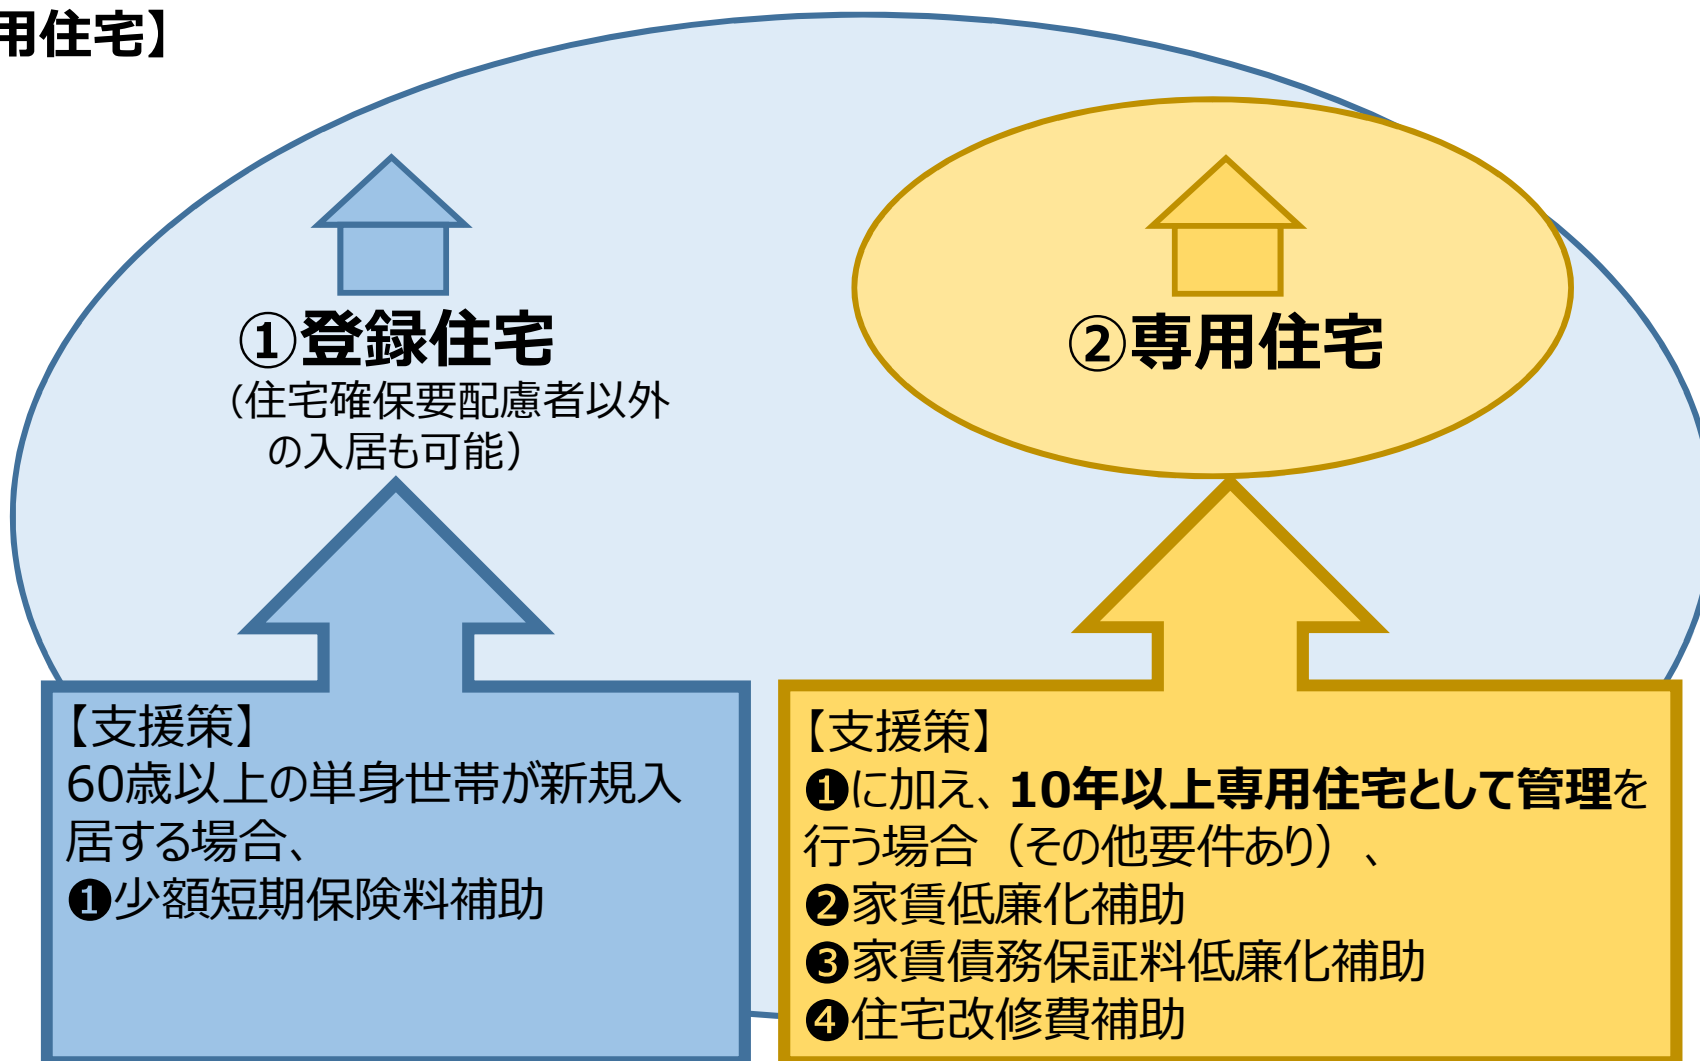 用住宅】
①登録住宅
（住宅確保要配慮者以外
の入居も可能）
②専用住宅
【支援策】
60歳以上の単身世帯が新規入
居する場合、
❶少額短期保険料補助
【支援策】
❶に加え、10年以上専用住宅として管理を
行う場合（その他要件あり）、
❷家賃低廉化補助
❸家賃債務保証料低廉化補助
❹住宅改修費補助